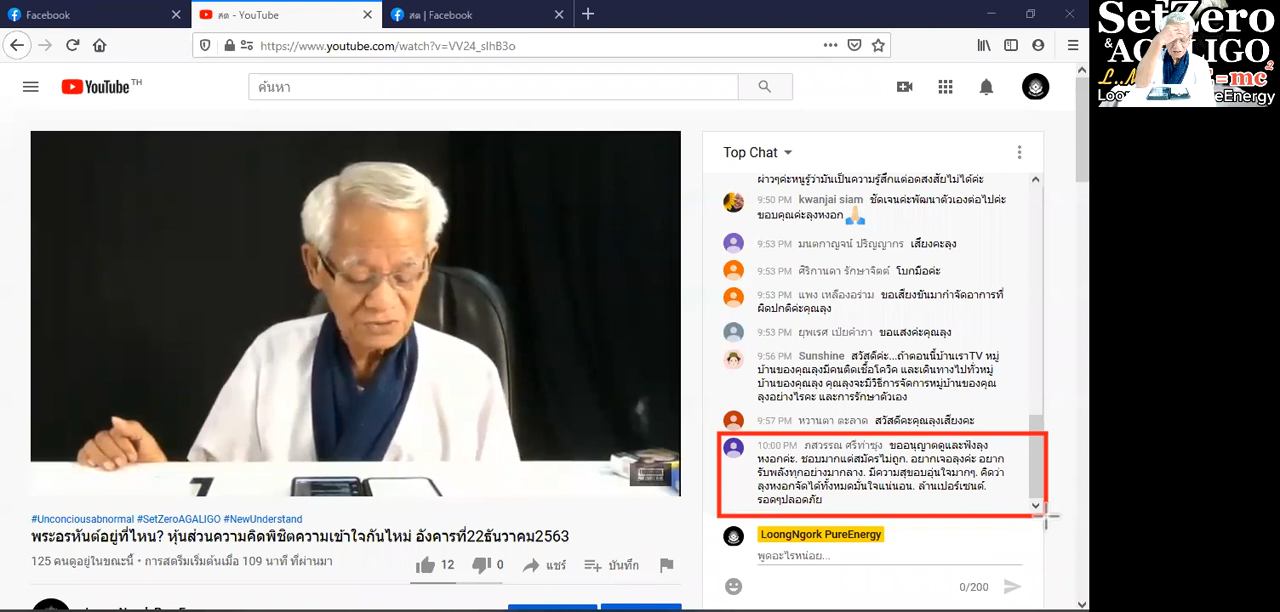 Facebook
สด - YouTube
สด | Facebook
https://www.youtube.com/watch?v=VV24_slhB3o
YouTube TH
ค้นหา
SetZero
&AGALIGO
=mc2
Top Chat
ผ่าวๆค่ะหนูรู้ว่ามันเป็นความรู้สึกแต่อดสงสัยไม่ได้ค่ะ
9:50 PM kwanjai siam ชัดเจนค่ะพัฒนาตัวเองต่อไปค่ะ
ขอบคุณค่ะลุงหงอก🙏
9:53 PM มนตกาญจน์ ปริญญากร เสียงคะลุง
9:53 PM ศิริกานดา รักษาจิตต์ โบกมือค่ะ
9:53 PM แพง เหลืองอร่าม ขอเสียงขันมากำจัดอาการที่
ผิดปกติค่ะคุณลุง
9:53 PM ยุพเรศ เปี่ยคำภา ขอแสงค่ะคุณลุง
9:56 PM Sunshine สวัสดีค่ะ...ถ้าตอนนี้บ้านเราTV หมู่
บ้านของคุณลุงมีคนติดเชื้อโควิค และเดินทางไปทั่วหมู่
บ้านของคุณลุง คุณลุงจะมีวิธีการจัดการหมู่บ้านของคุณ
ลุงอย่างไรคะ และการรักษาตัวเอง
9:57 PM หวานตา ตะลาด สวัสดีคะคุณลุงเสียงคะ
10:00 PM ภสวรรณ ศรีท่าซุง ขออนุญาตดูและฟังลุง
หงอกค่ะ. ชอบมากแต่สมัครไม่ถูก. อยากเจอลุงค่ะ อยาก
รับพลังทุกอย่างมากลาง. มีความสุขอบอุ่นใจมากๆ. คิดว่า
ลุงหงอกจัดได้ทั้งหมดมั่นใจแน่นอน. ล้านเปอร์เซนต์.
รอดๆปลอดภัย
LoongNgork PureEnergy
พูดอะไรหน่อย...
0/200
#Unconciousabnormal #SetZeroAGALIGO #NewUnderstand
พระอรหันต์อยู่ที่ไหน? หุ้นส่วนความคิดพิชิตความเข้าใจกันไหม่ อังคารที่22ธันวาคม2563
125 คนดูอยู่ในขณะนี้ • การสตรีมเริ่มต้นเมื่อ 109 นาที ที่ผ่านมา
12 0 แชร์ บันทึก